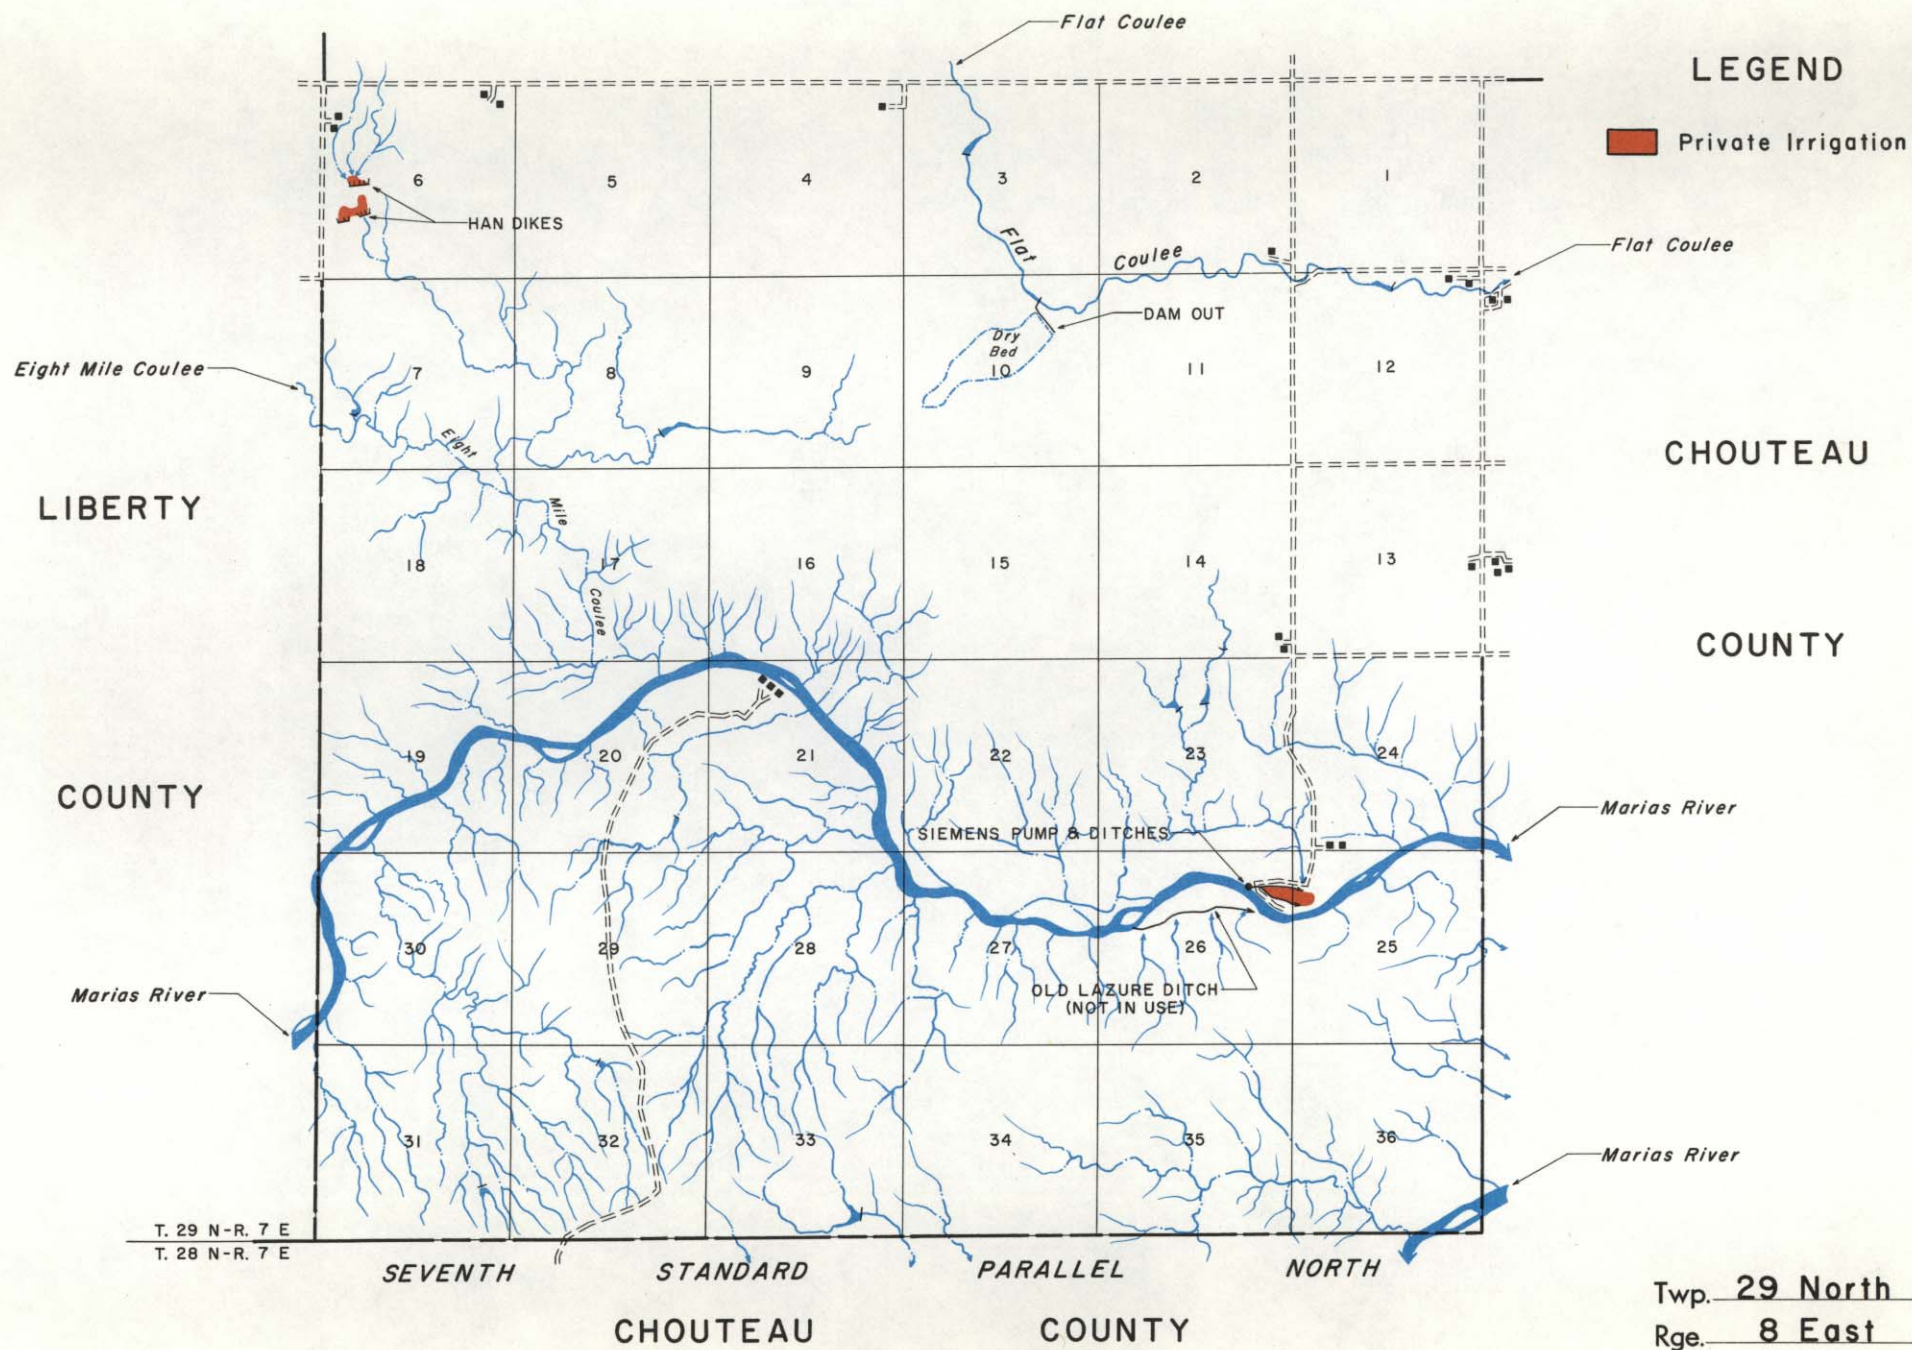 Flat Coulee
LEGEND
Private Irrigation
6
5
4
3
2
1
HAN DIKES
Flat Coulee
Flat Coulee
DAM OUT
Dry
Bed
Eight Mile Coulee
7
8
9
10
11
12
CHOUTEAU
Eight Mile Coulee
LIBERTY
18
17
16
15
14
13
COUNTY
19
20
21
22
23
24
COUNTY
Marias River
SIEMENS PUMP & DITCHES
30
29
28
27
26
25
Marias River
OLD LAZURE DITCH
(NOT IN USE)
31
32
33
34
35
36
Marias River
T. 29 N-R. 7 E
T. 28 N-R. 7 E
SEVENTH STANDARD PARALLEL NORTH
CHOUTEAU COUNTY
Twp. 29 North
Rge. 8 East